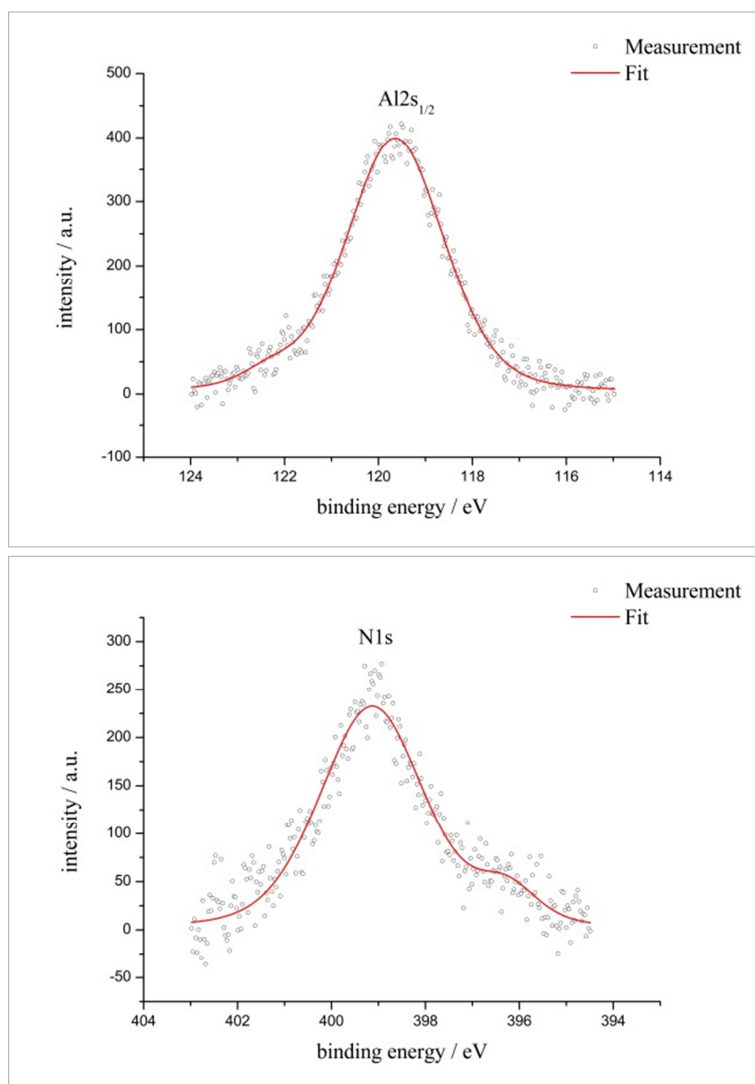 Measurement
Fit
Al2s1/2
500
400
300
200
100
0
-100
124
122
120
118
116
114
intensity / a.u.
binding energy / eV
Measurement
Fit
N1s
300
250
200
150
100
50
0
-50
404
402
400
398
396
394
intensity / a.u.
binding energy / eV